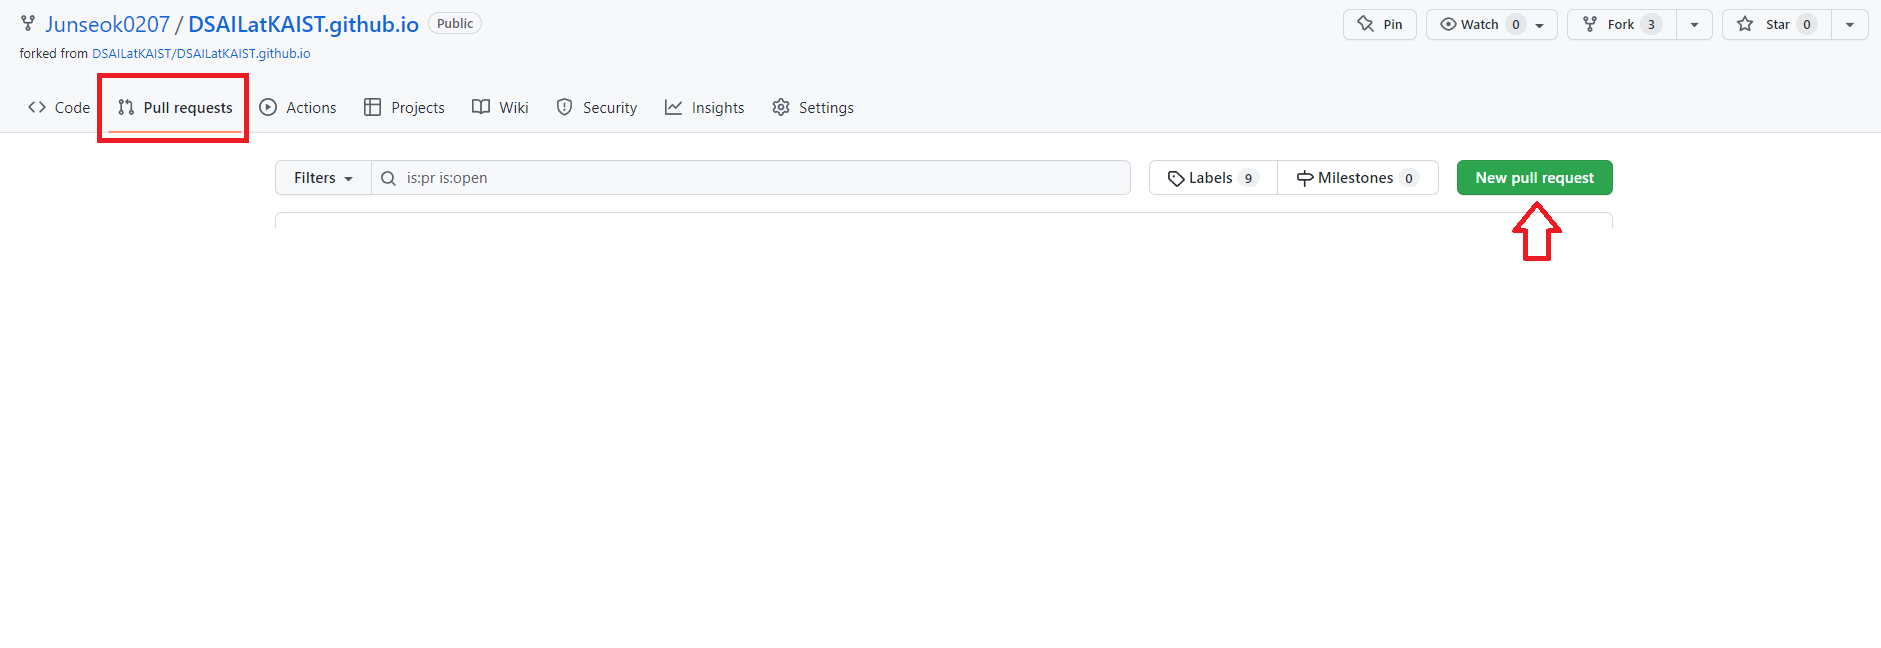 Junseok0207 / DSAILatKAIST.github.io Public Pin Watch 0 Fork 3 Star 0
forked from DSAILatKAIST/DSAILatKAIST.github.io
Code Pull requests Actions Projects Wiki Security Insights Settings
Filters is:pr is:open Labels 9 Milestones 0 New pull request